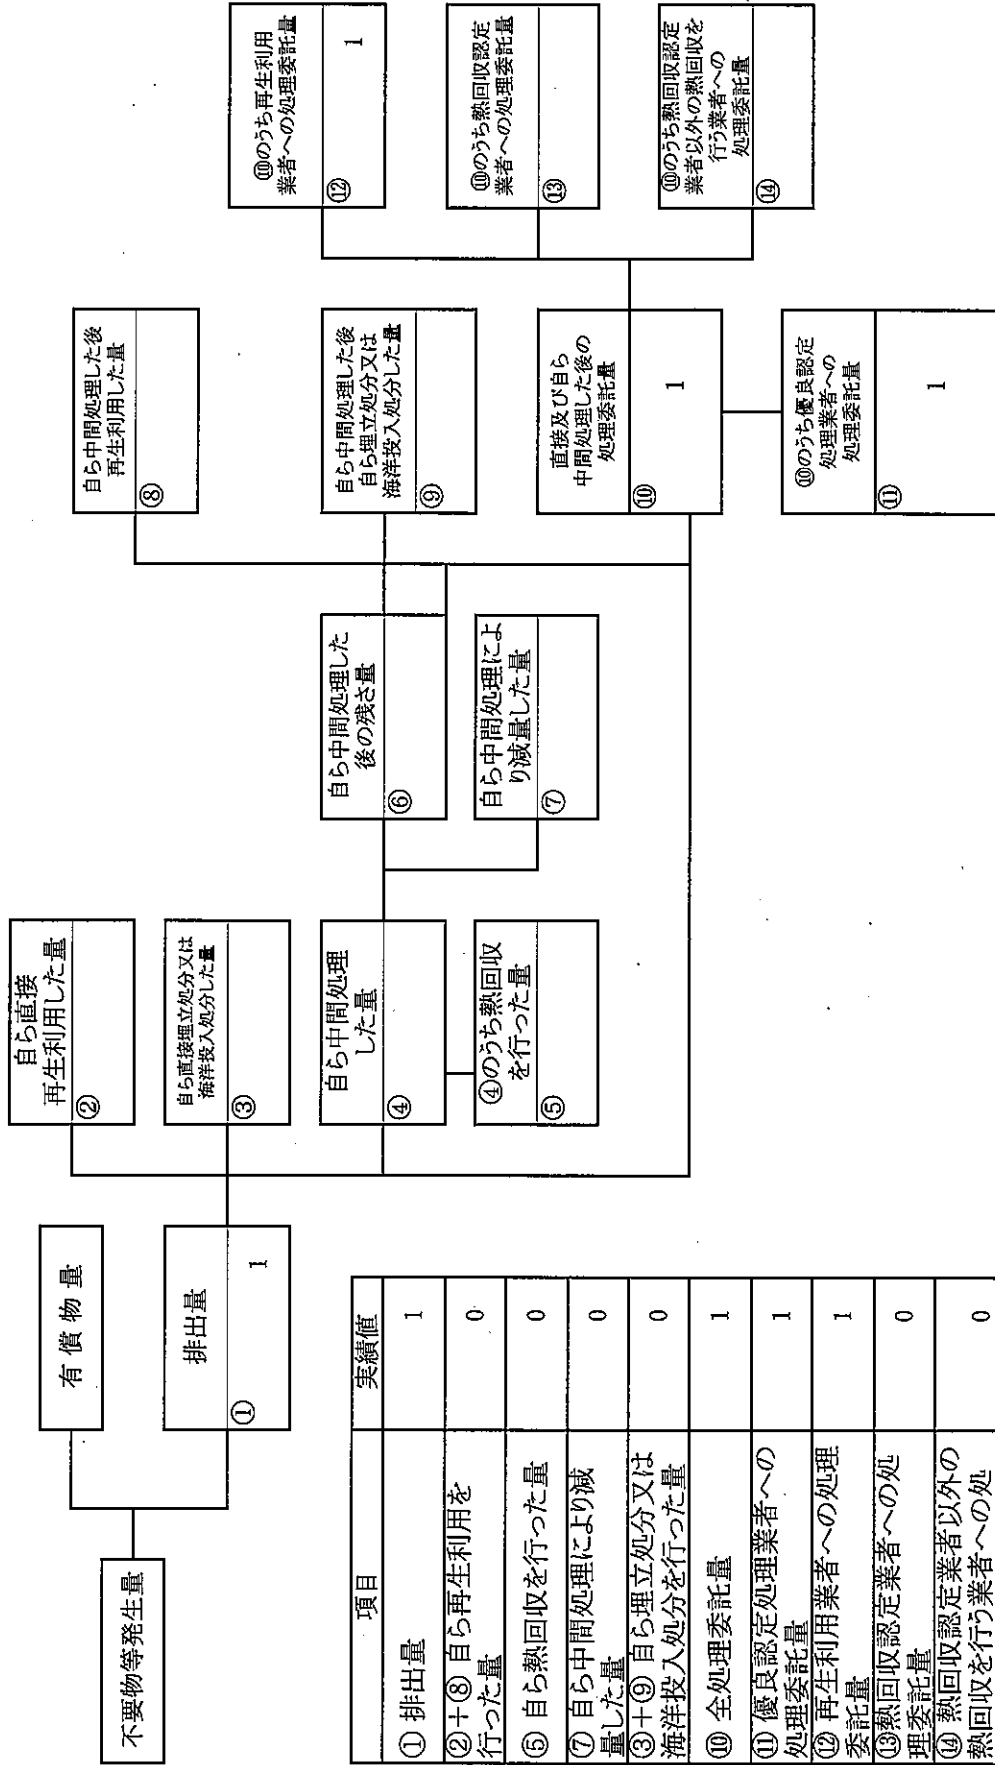 不要物等発生量
有償物量
排出量
①
1
自ら直接
再生利用した量
②
自ら直接埋立処分又は
海洋投入処分した量
③
自ら中間処理
した量
④
④のうち熱回収
を行った量
⑤
自ら中間処理した
後の残さ量
⑥
自ら中間処理によ
り減量した量
⑦
自ら中間処理した後
再生利用した量
⑧
自ら中間処理した後
自ら埋立処分又は
海洋投入処分した量
⑨
直接及び自ら
中間処理した後の
処理委託量
⑩
1
⑩のうち優良認定
処理業者への
処理委託量
⑪
1
⑩のうち再生利用
業者への処理委託量
⑫
1
⑩のうち熱回収認定
業者への処理委託量
⑬
⑩のうち熱回収認定
業者以外の熱回収を
行う業者への
処理委託量
⑭
項目 実績値
①排出量 1
②+⑧ 自ら再生利用を
行った量 0
⑤ 自ら熱回収を行った量 0
⑦ 自ら中間処理により減
量した量 0
③+⑨ 自ら埋立処分又は
海洋投入処分を行った量 0
⑩ 全処理委託量 1
⑪ 優良認定処理業者への
処理委託量 1
⑫ 再生利用業者への処理
委託量 1
⑬熱回収認定業者への処
理委託量 0
⑭ 熱回収認定業者以外の
熱回収を行う業者への処 0